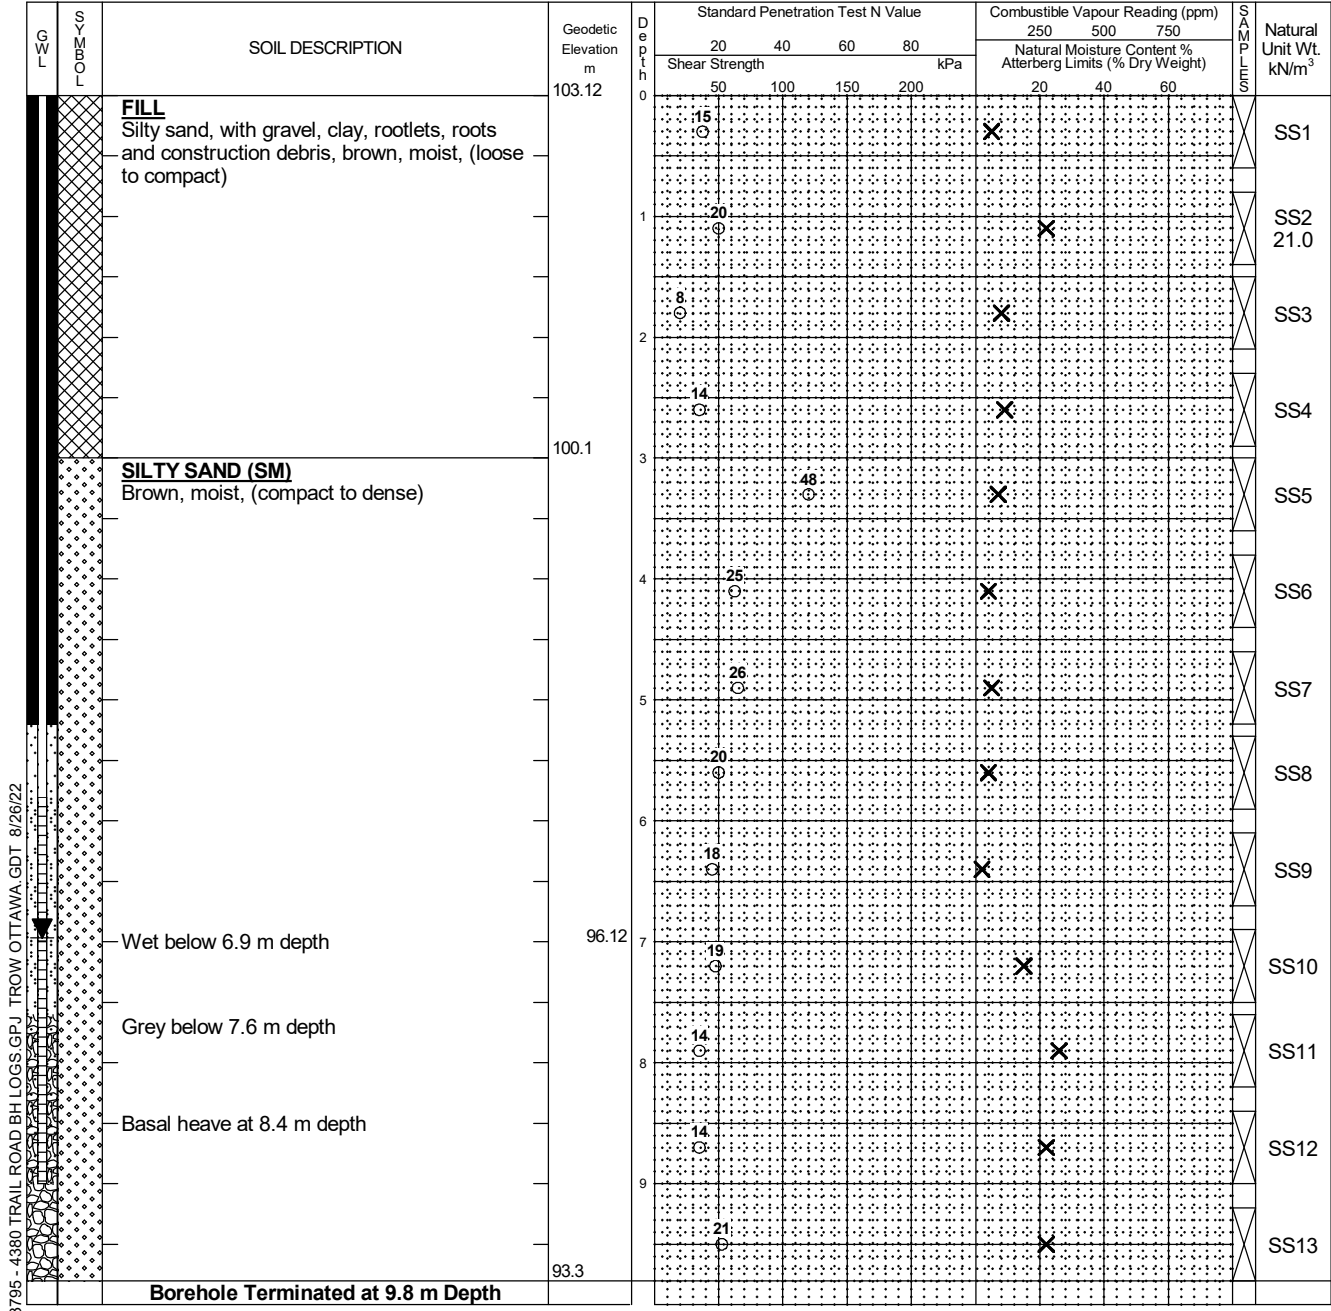 GWL
SYMBOL
SOIL DESCRIPTION
Geodetic
Elevation
m
103.12
Depth
Standard Penetration Test N Value
20 40 60 80
Shear Strength kPa
50 100 150 200
Combustible Vapour Reading (ppm)
250 500 750
Natural Moisture Content %
Atterberg Limits (% Dry Weight)
20 40 60
SAMPLES
Natural
Unit Wt.
kN/m³
0
FILL
Silty sand, with gravel, clay, rootlets, roots
and construction debris, brown, moist, (loose
to compact)
15
SS1
1
20
SS2
21.0
8
SS3
2
14
SS4
100.1
3
SILTY SAND (SM)
Brown, moist, (compact to dense)
48
SS5
4
25
SS6
26
SS7
5
20
SS8
6
18
SS9
Wet below 6.9 m depth
96.12
7
19
SS10
Grey below 7.6 m depth
14
SS11
8
Basal heave at 8.4 m depth
14
SS12
9
21
SS13
93.3
Borehole Terminated at 9.8 m Depth
3795 - 4380 TRAIL ROAD BH LOGS.GPJ TROW OTTAWA.GDT 8/26/22